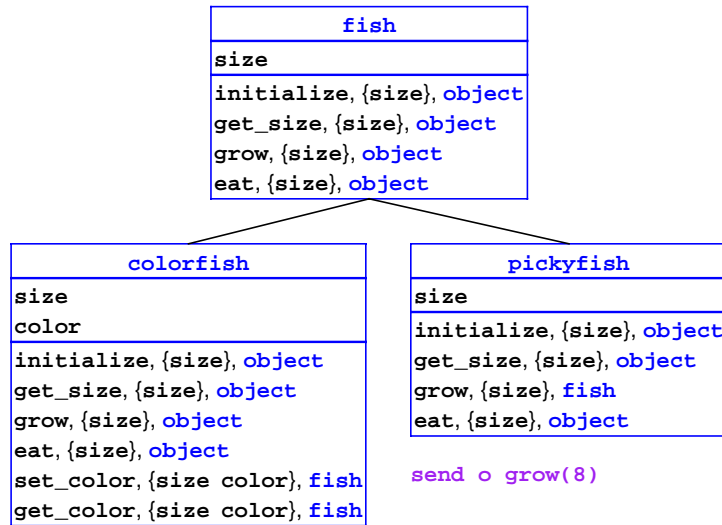 fish
size
initialize, {size}, object
get_size, {size}, object
grow, {size}, object
eat, {size}, object
colorfish
size
color
initialize, {size}, object
get_size, {size}, object
grow, {size}, object
eat, {size}, object
set_color, {size color}, fish
get_color, {size color}, fish
pickyfish
size
initialize, {size}, object
get_size, {size}, object
grow, {size}, fish
eat, {size}, object
send o grow(8)